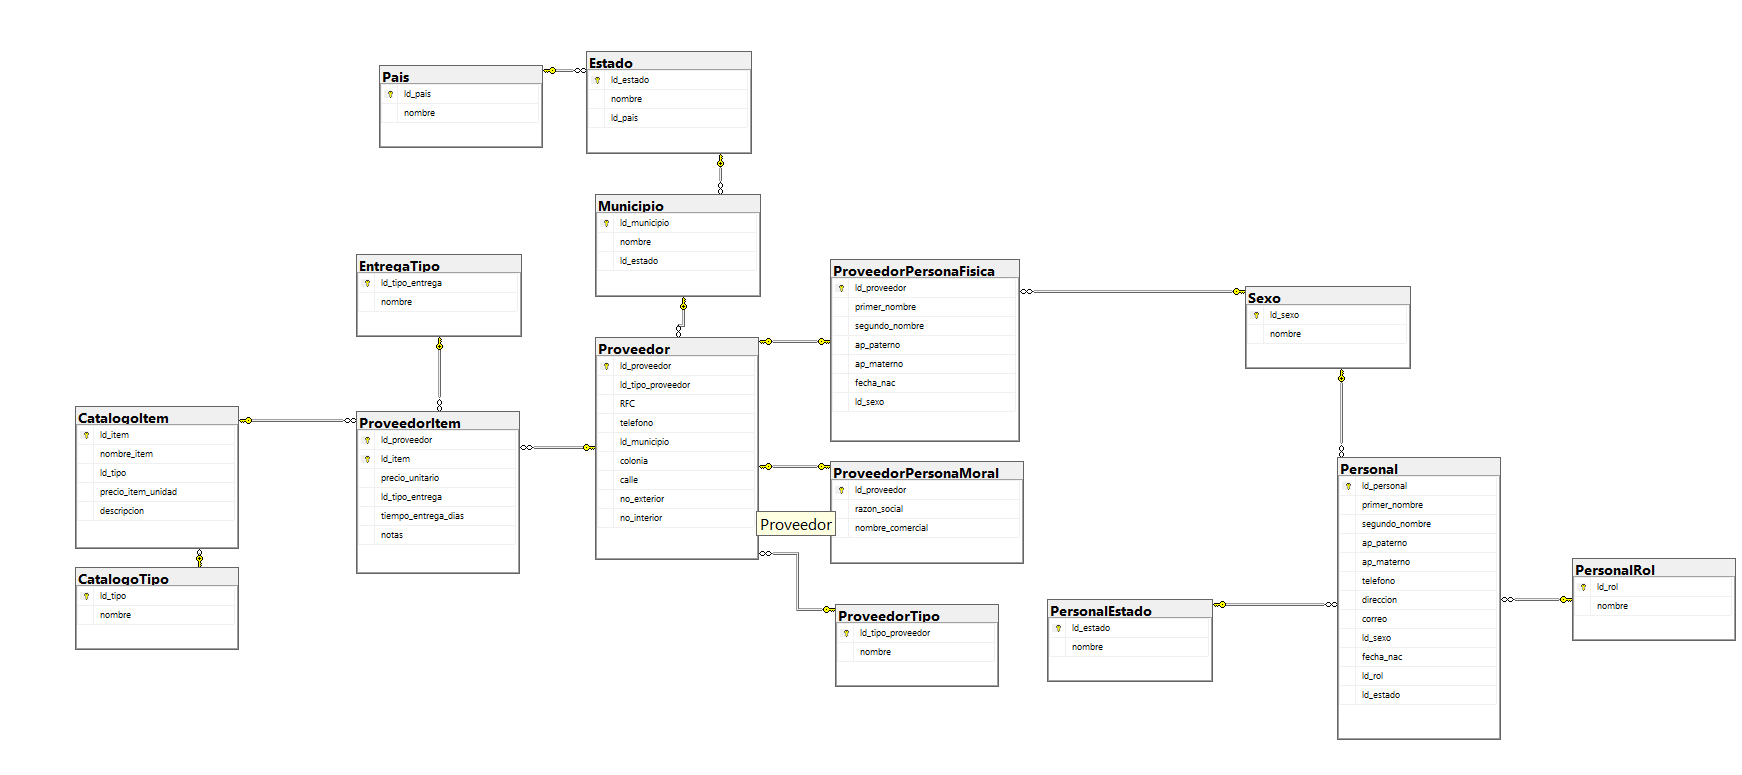 Pais
Id_pais
nombre
Estado
Id_estado
nombre
Id_pais
Municipio
Id_municipio
nombre
Id_estado
EntregaTipo
Id_tipo_entrega
nombre
ProveedorPersonaFisica
Id_proveedor
primer_nombre
segundo_nombre
ap_paterno
ap_materno
fecha_nac
Id_sexo
Sexo
Id_sexo
nombre
Proveedor
Id_proveedor
Id_tipo_proveedor
RFC
telefono
Id_municipio
colonia
calle
no_exterior
no_interior
CatalogoItem
Id_item
nombre_item
Id_tipo
precio_item_unidad
descripcion
ProveedorItem
Id_proveedor
Id_item
precio_unitario
Id_tipo_entrega
tiempo_entrega_dias
notas
ProveedorPersonaMoral
Id_proveedor
razon_social
nombre_comercial
Proveedor
Personal
Id_personal
primer_nombre
segundo_nombre
ap_paterno
ap_materno
telefono
direccion
correo
Id_sexo
fecha_nac
Id_rol
Id_estado
CatalogoTipo
Id_tipo
nombre
ProveedorTipo
Id_tipo_proveedor
nombre
PersonalEstado
Id_estado
nombre
PersonalRol
Id_rol
nombre